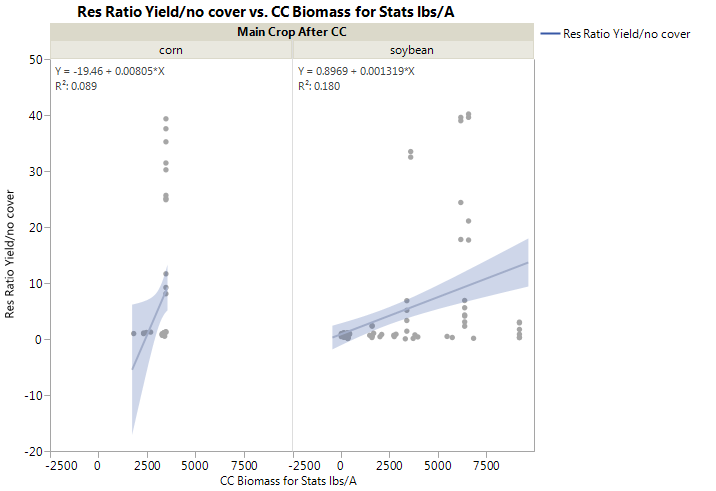 Res Ratio Yield/no cover vs. CC Biomass for Stats lbs/A
Main Crop After CC
corn soybean
Res Ratio Yield/no cover
Y = -19.46 + 0.00805*X
R²: 0.089
Y = 0.8969 + 0.001319*X
R²: 0.180
50
40
30
20
10
0
-10
-20
Res Ratio Yield/no cover
-2500 0 2500 5000 7500 -2500 0 2500 5000 7500
CC Biomass for Stats lbs/A